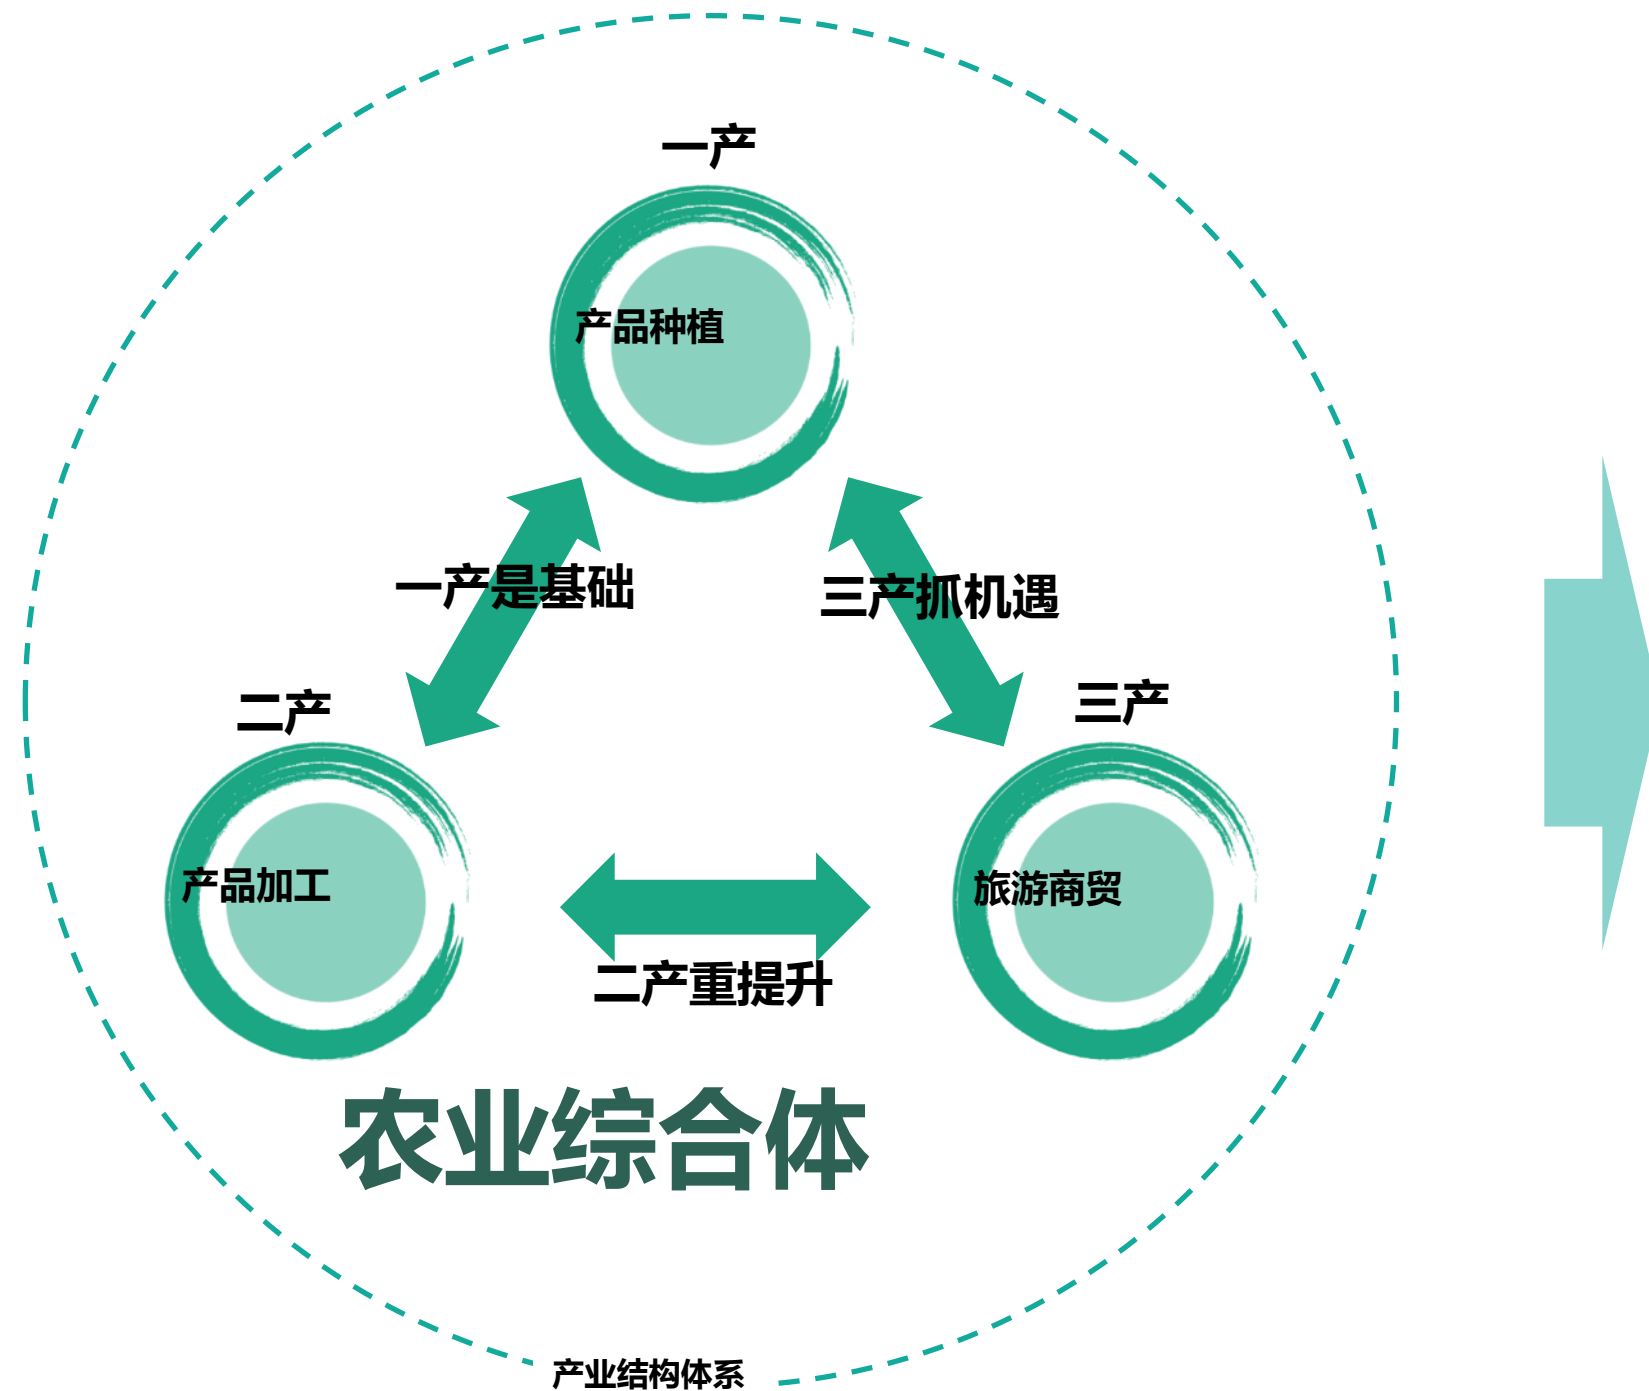 一产
产品种植
一产是基础
三产抓机遇
二产
三产
产品加工
旅游商贸
二产重提升
农业综合体
产业结构体系